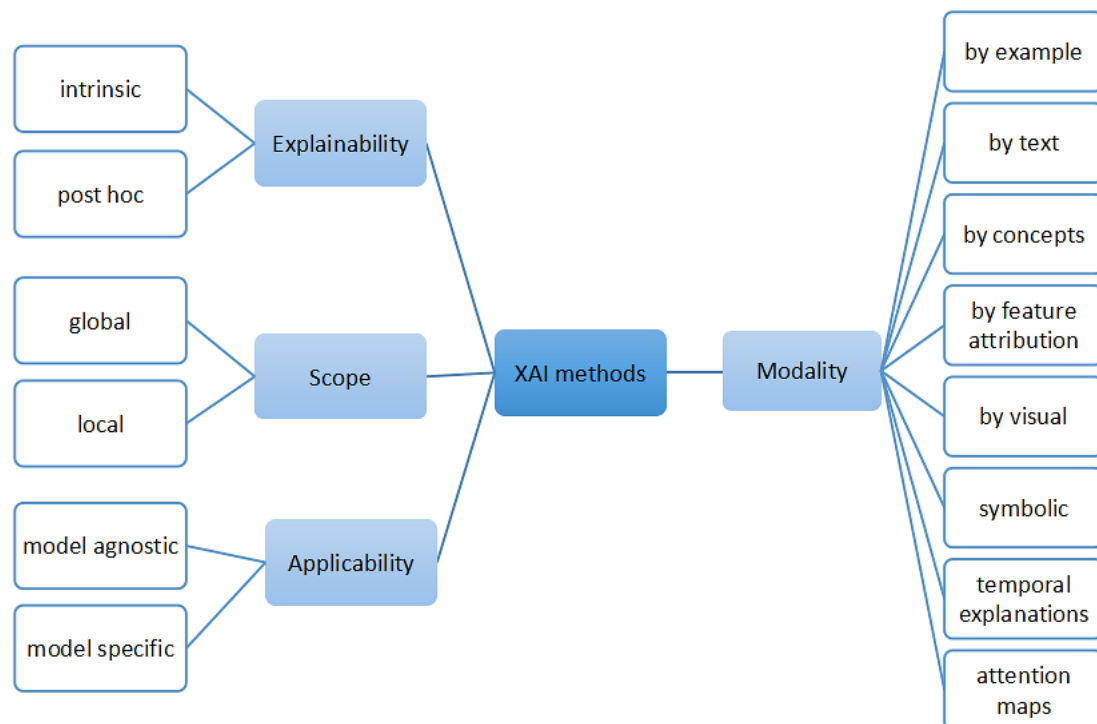 intrinsic
post hoc
Explainability
global
local
Scope
model agnostic
model specific
Applicability
XAI methods
Modality
by example
by text
by concepts
by feature
attribution
by visual
symbolic
temporal
explanations
attention
maps